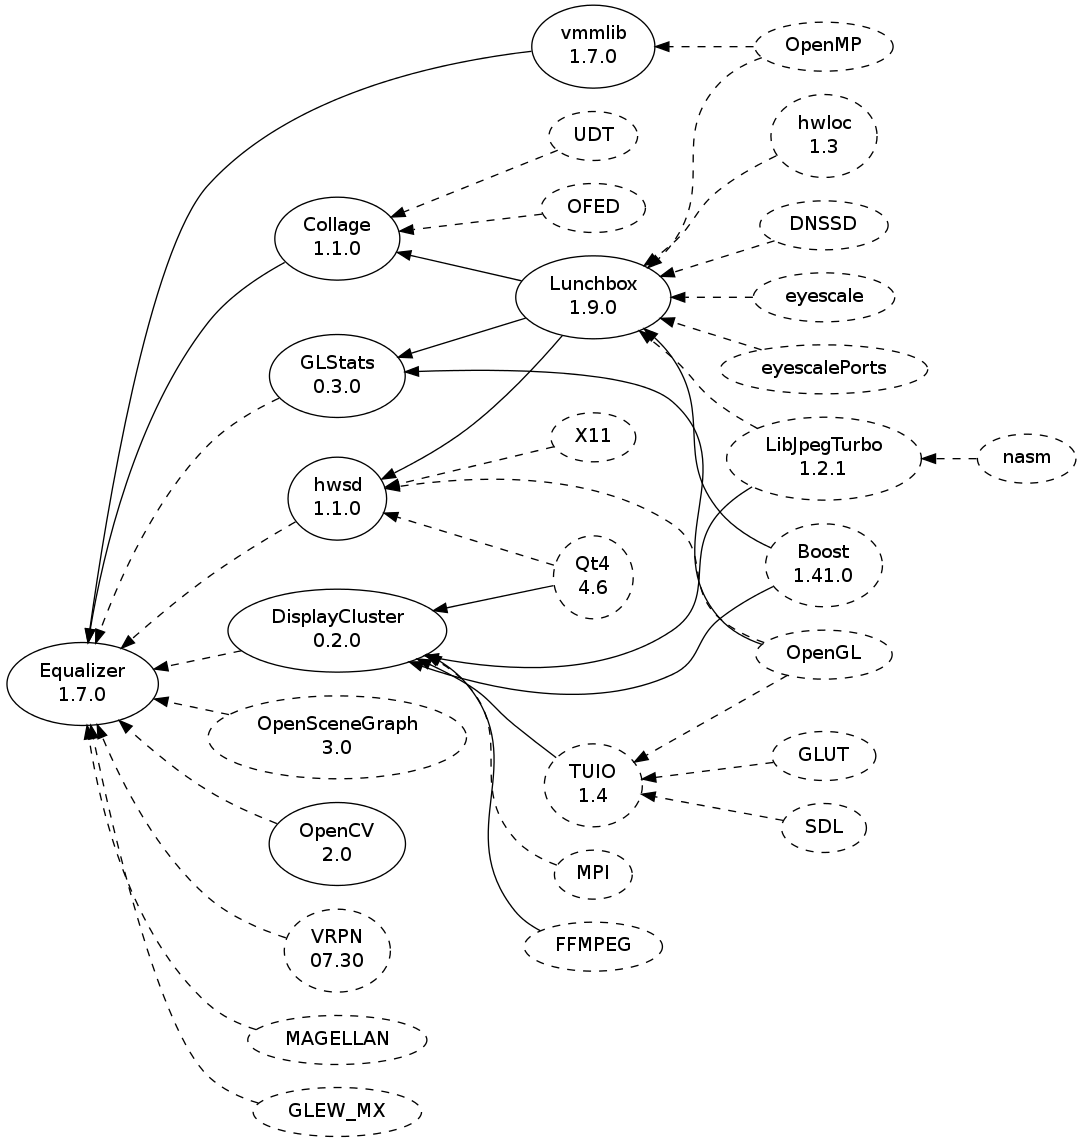 vmmlib
1.7.0
OpenMP
hwloc
1.3
UDT
OFED
DNSSD
Collage
1.1.0
Lunchbox
1.9.0
eyescale
GLStats
0.3.0
eyescalePorts
X11
LibJpegTurbo
1.2.1
nasm
hwsd
1.1.0
Qt4
4.6
Boost
1.41.0
DisplayCluster
0.2.0
OpenGL
Equalizer
1.7.0
OpenSceneGraph
3.0
TUIO
1.4
GLUT
SDL
OpenCV
2.0
MPI
VRPN
07.30
FFMPEG
MAGELLAN
GLEW_MX